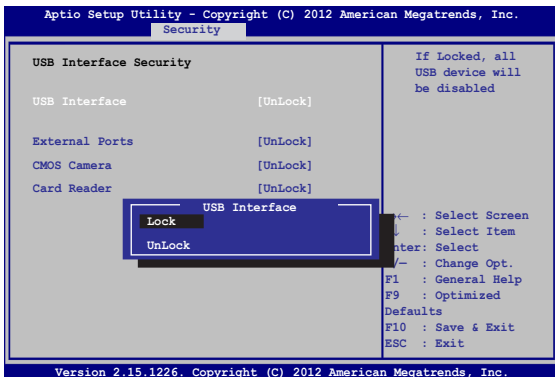 Aptio Setup Utility - Copyright (C) 2012 American Megatrends, Inc.
Security
USB Interface Security
USB Interface [UnLock]
External Ports [UnLock]
CMOS Camera [UnLock]
Card Reader [UnLock]
USB Interface
Lock
UnLock
If Locked, all
USB device will
be disabled
← : Select Screen
↓ : Select Item
nter: Select
/— : Change Opt.
F1 : General Help
F9 : Optimized
Defaults
F10 : Save & Exit
ESC : Exit
Version 2.15.1226. Copyright (C) 2012 American Megatrends, Inc.